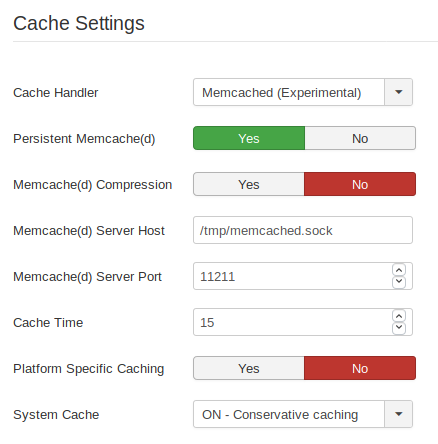 Cache Settings
Cache Handler Memcached (Experimental)
Persistent Memcache(d) Yes No
Memcache(d) Compression Yes No
Memcache(d) Server Host /tmp/memcached.sock
Memcache(d) Server Port 11211
Cache Time 15
Platform Specific Caching Yes No
System Cache ON - Conservative caching